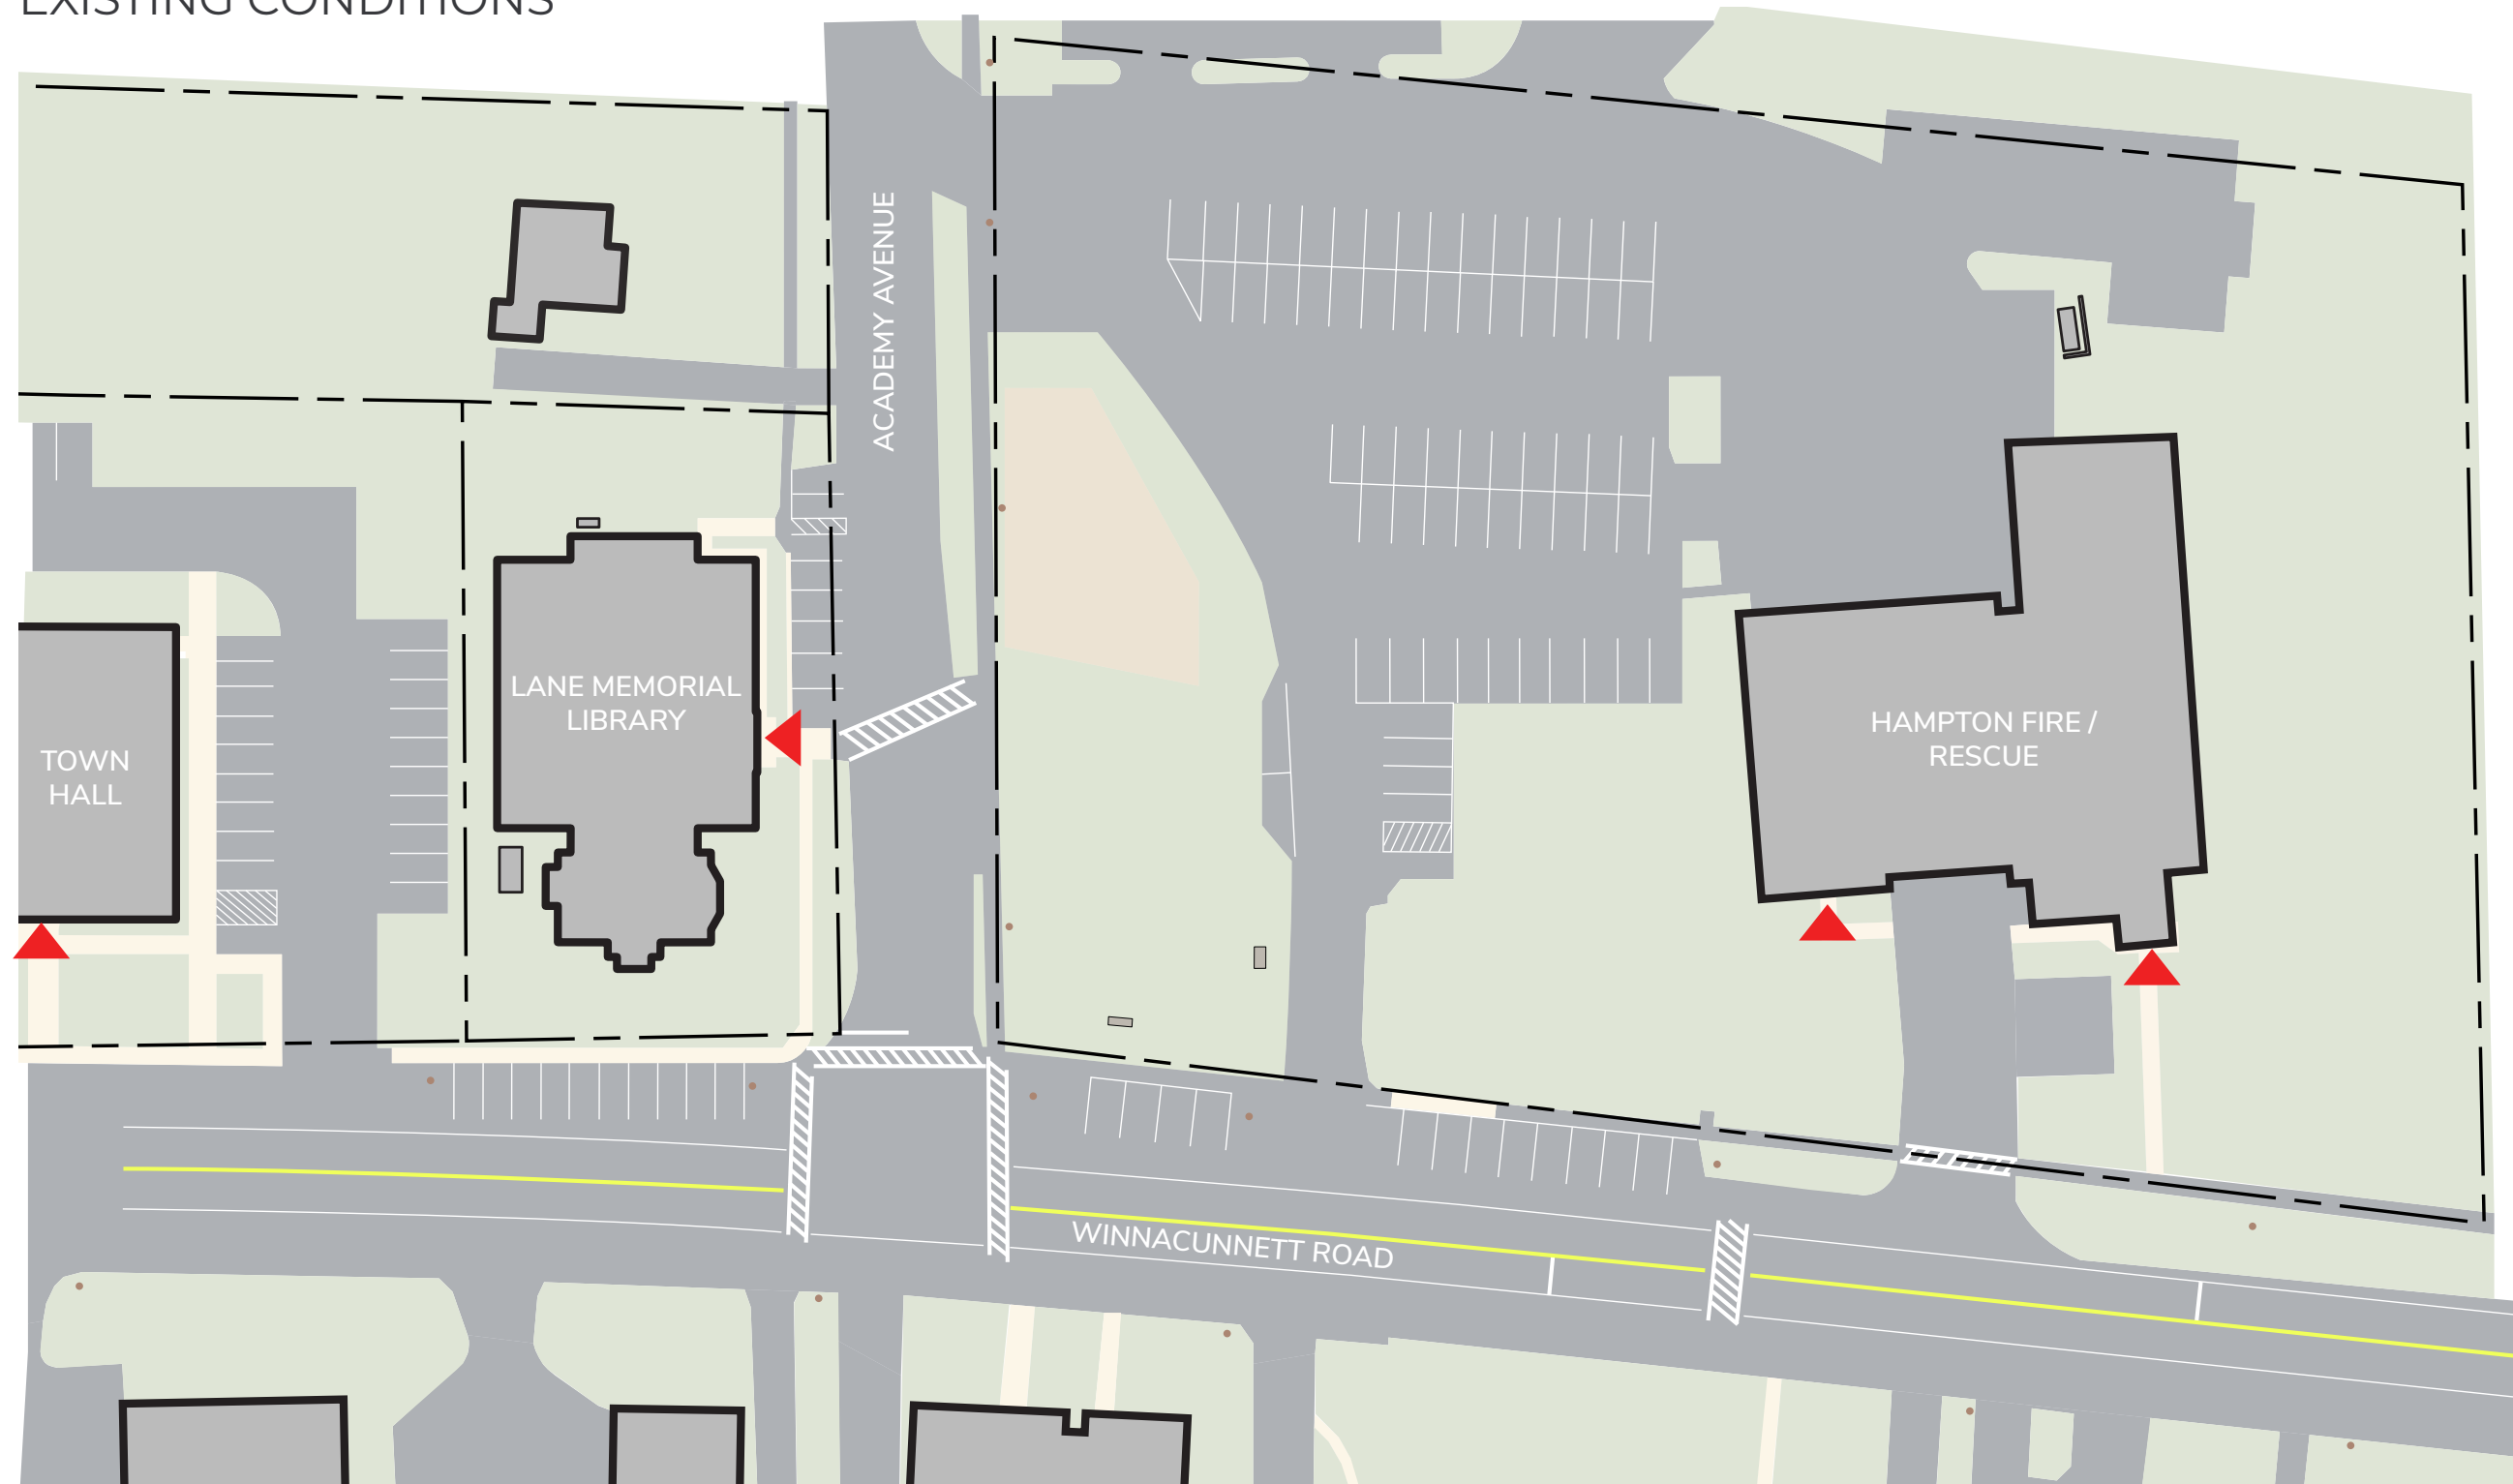 EXISTING CONDITIONS
ACADEMY AVENUE
LANE MEMORIAL
LIBRARY
TOWN
HALL
HAMPTON FIRE /
RESCUE
WINNACUNNETT ROAD